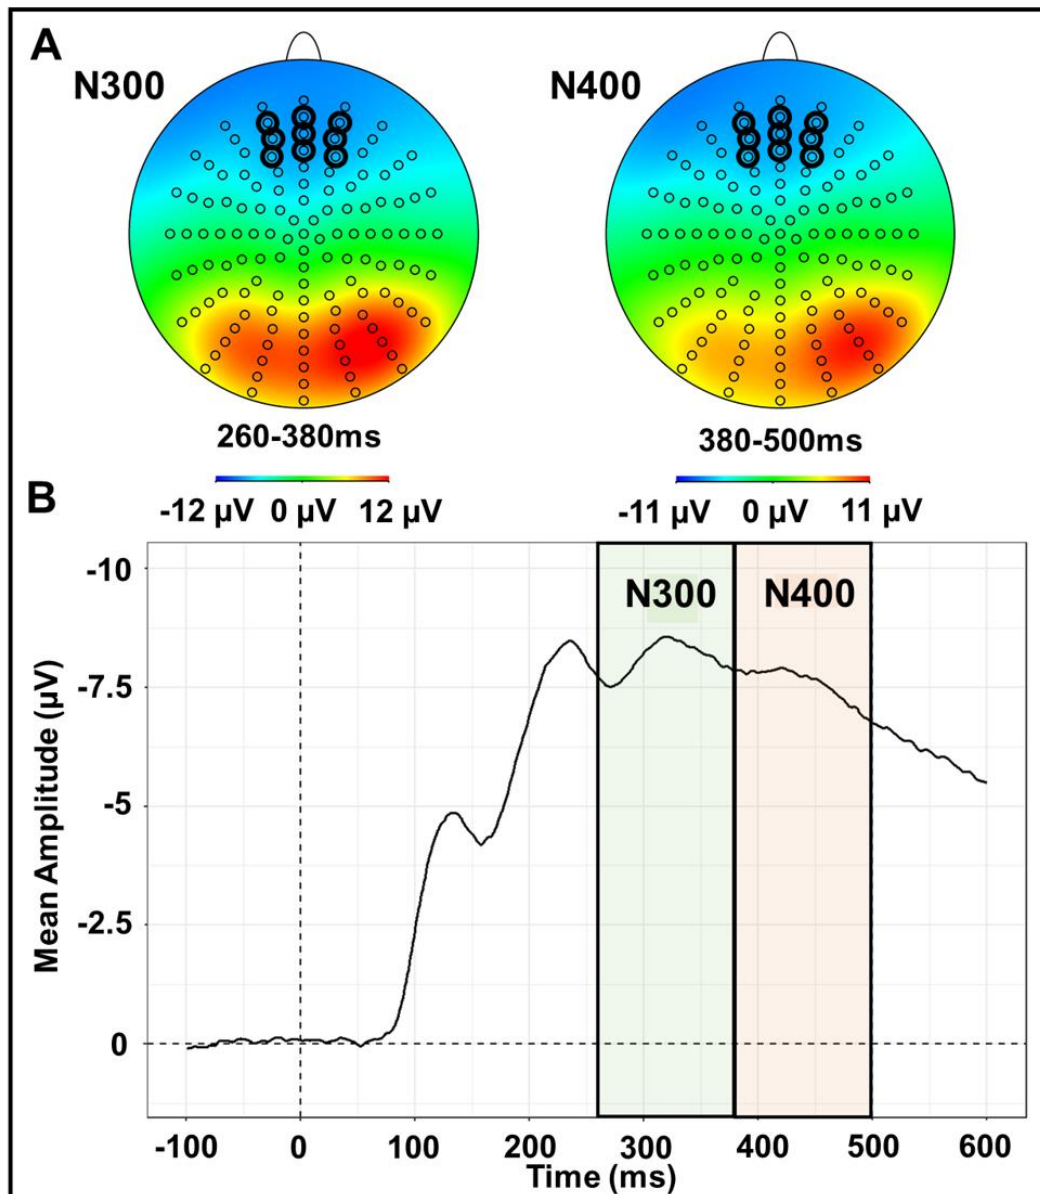 A
N300
N400
260-380ms
380-500ms
-12 µV 0 µV 12 µV
-11 µV 0 µV 11 µV
B
N300
N400
Mean Amplitude (µV)
-10
-7.5
-5
-2.5
0
-100 0 100 200 300 400 500 600
Time (ms)